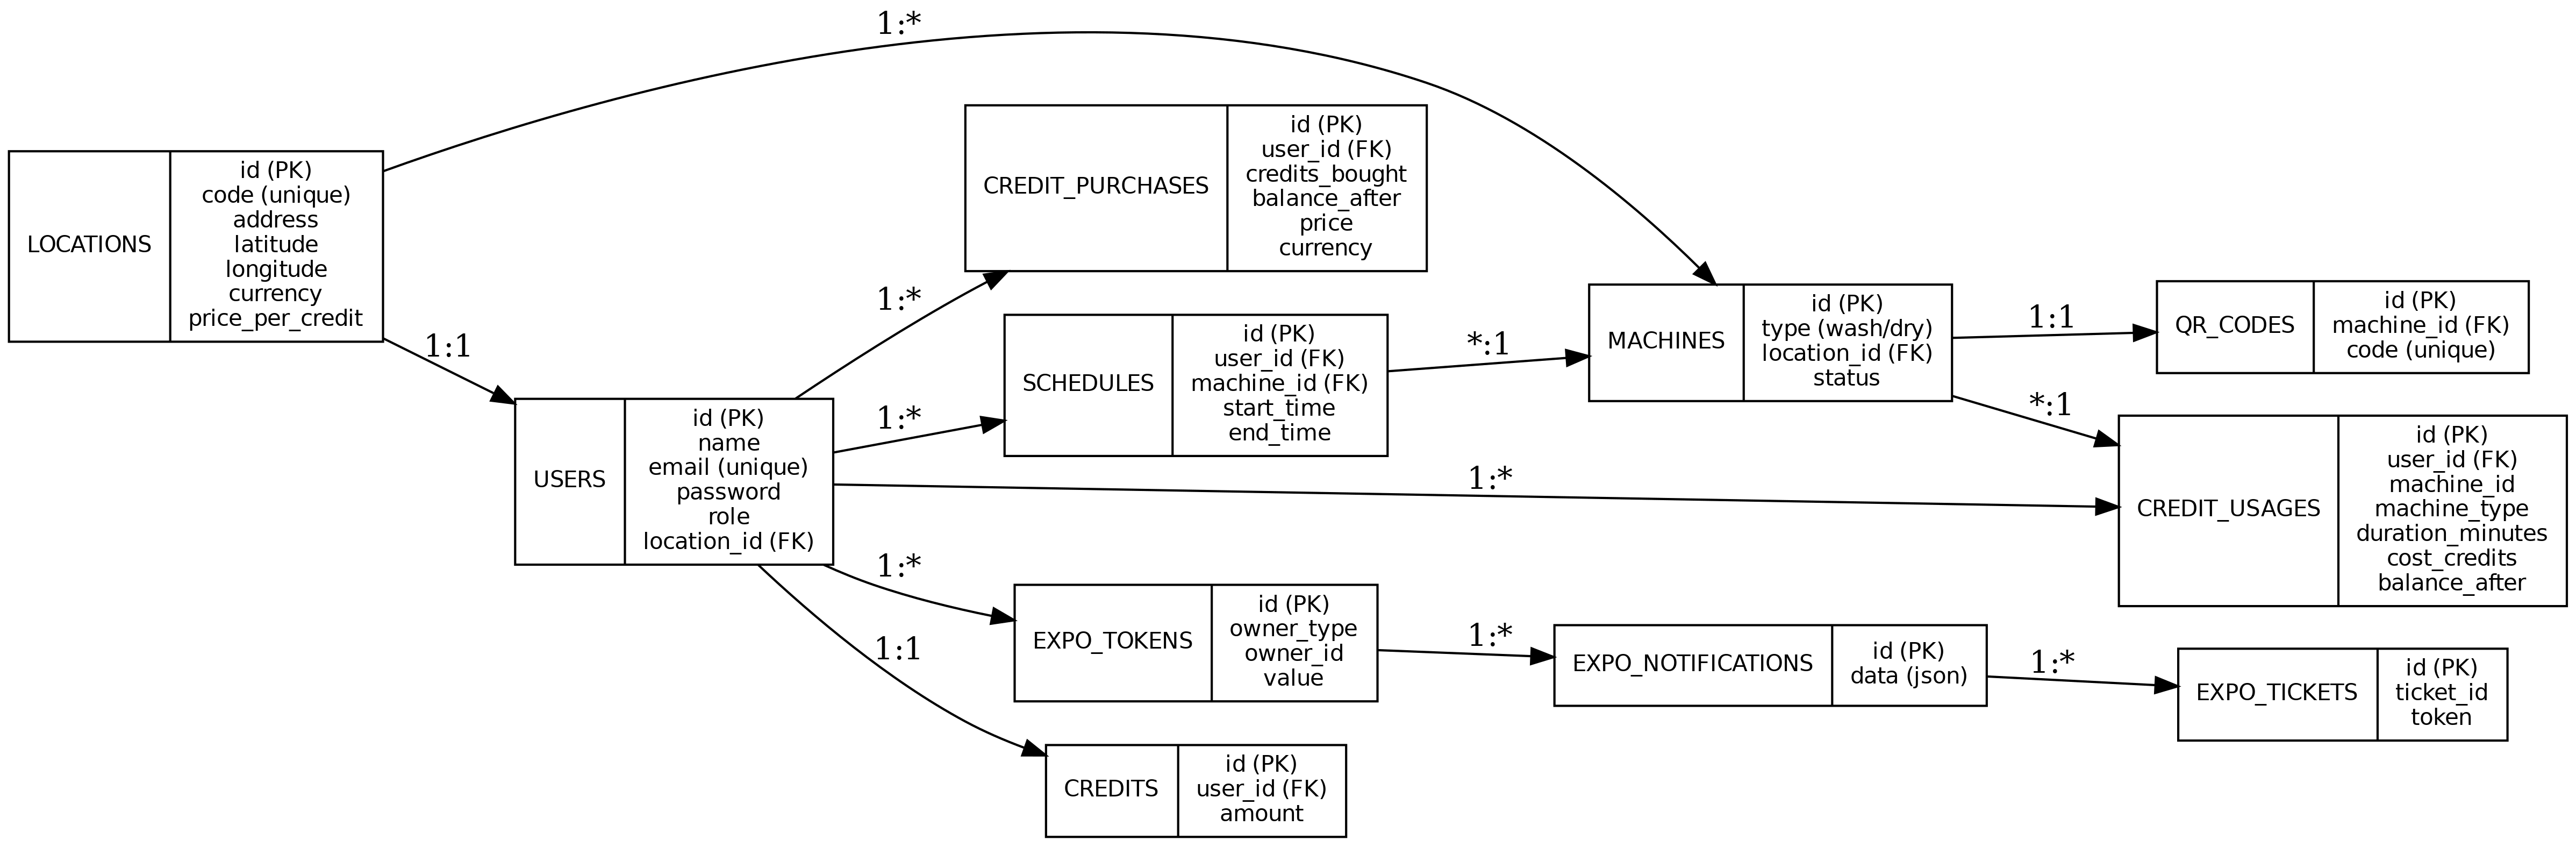 1:*
LOCATIONS
id (PK)
code (unique)
address
latitude
longitude
currency
price_per_credit
1:1
USERS
id (PK)
name
email (unique)
password
role
location_id (FK)
1:*
CREDIT_PURCHASES
id (PK)
user_id (FK)
credits_bought
balance_after
price
currency
1:*
SCHEDULES
id (PK)
user_id (FK)
machine_id (FK)
start_time
end_time
*:1
MACHINES
id (PK)
type (wash/dry)
location_id (FK)
status
1:1
QR_CODES
id (PK)
machine_id (FK)
code (unique)
*:1
1:*
CREDIT_USAGES
id (PK)
user_id (FK)
machine_id
machine_type
duration_minutes
cost_credits
balance_after
1:*
EXPO_TOKENS
id (PK)
owner_type
owner_id
value
1:*
EXPO_NOTIFICATIONS
id (PK)
data (json)
1:*
EXPO_TICKETS
id (PK)
ticket_id
token
1:1
CREDITS
id (PK)
user_id (FK)
amount